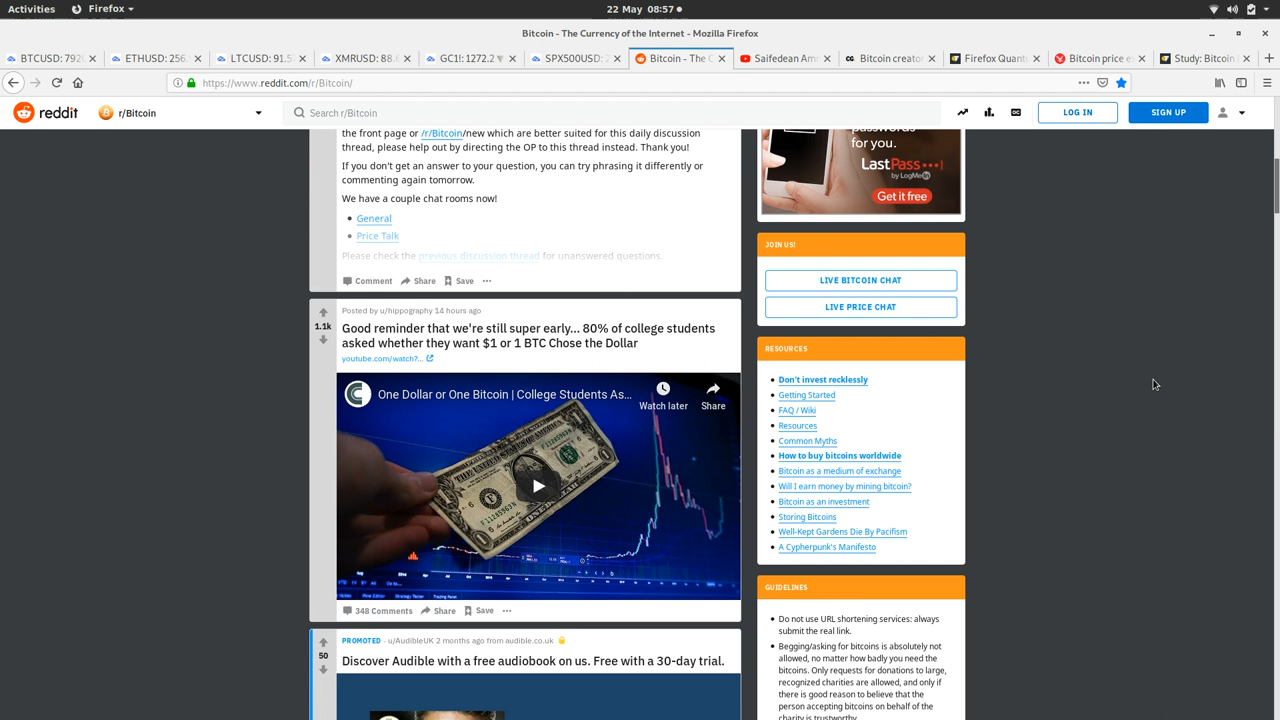 Activities
Firefox
22 May 08:57
Bitcoin - The Currency of the Internet - Mozilla Firefox
BTCUSD: 792
ETHUSD: 256
LTCUSD: 91.5
XMRUSD: 88.
GC1!: 1272.2
SPX500USD: 2
Bitcoin - The C
Saifedean Am
Bitcoin creato
Firefox Quant
Bitcoin price e
Study: Bitcoin
https://www.reddit.com/r/Bitcoin/
reddit
r/Bitcoin
Search r/Bitcoin
LOG IN
SIGN UP
the front page or /r/Bitcoin/new which are better suited for this daily discussion
thread, please help out by directing the OP to this thread instead. Thank you!
If you don't get an answer to your question, you can try phrasing it differently or
commenting again tomorrow.
We have a couple chat rooms now!
General
Price Talk
Please check the previous discussion thread for unanswered questions.
Comment Share Save
1.1k
Posted by u/hippography 14 hours ago
Good reminder that we're still super early... 80% of college students
asked whether they want $1 or 1 BTC Chose the Dollar
youtube.com/watch?...
One Dollar or One Bitcoin | College Students As...
Watch later
Share
348 Comments Share Save
50
PROMOTED · u/AudibleUK 2 months ago from audible.co.uk
Discover Audible with a free audiobook on us. Free with a 30-day trial.
passwords
for you.
LastPass
by LogMeIn
Get it free
JOIN US!
LIVE BITCOIN CHAT
LIVE PRICE CHAT
RESOURCES
Don't invest recklessly
Getting Started
FAQ / Wiki
Resources
Common Myths
How to buy bitcoins worldwide
Bitcoin as a medium of exchange
Will I earn money by mining bitcoin?
Bitcoin as an investment
Storing Bitcoins
Well-Kept Gardens Die By Pacifism
A Cypherpunk's Manifesto
GUIDELINES
Do not use URL shortening services: always
submit the real link.
Begging/asking for bitcoins is absolutely not
allowed, no matter how badly you need the
bitcoins. Only requests for donations to large,
recognized charities are allowed, and only if
there is good reason to believe that the
person accepting bitcoins on behalf of the
charity is trustworthy.